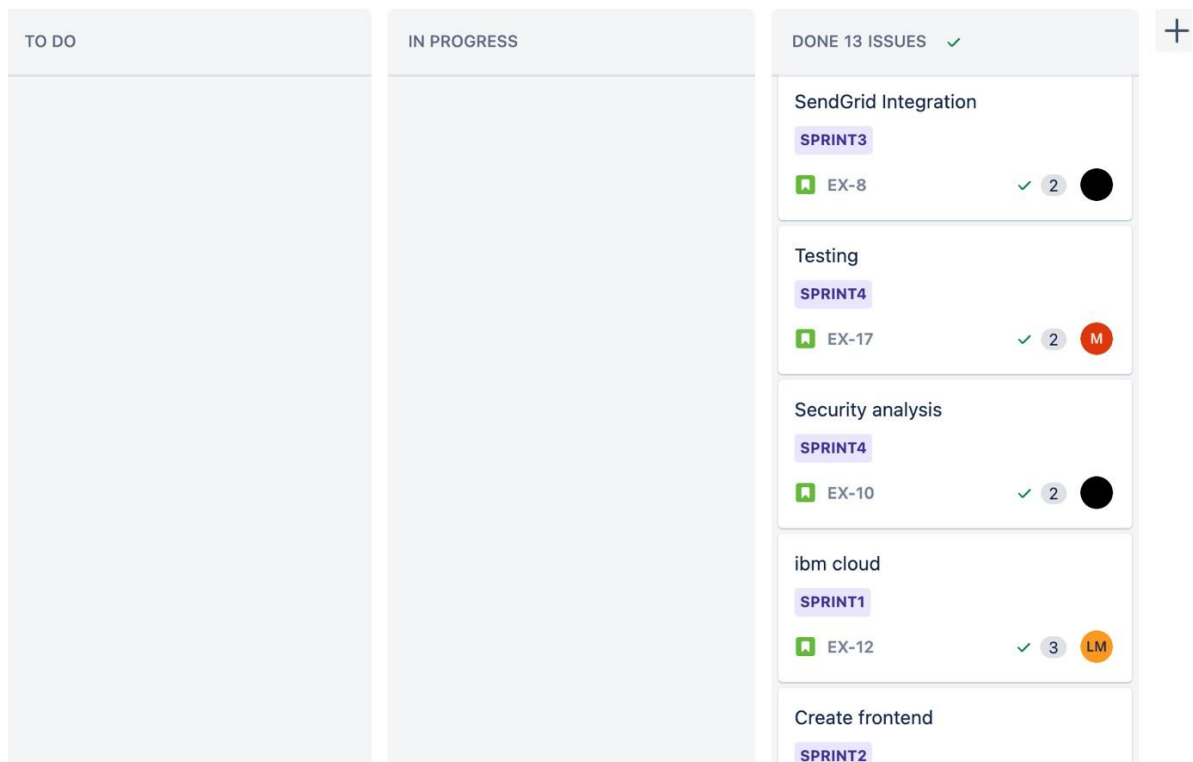 TO DO
IN PROGRESS
DONE 13 ISSUES
SendGrid Integration
SPRINT3
EX-8
2
Testing
SPRINT4
EX-17
2
M
Security analysis
SPRINT4
EX-10
2
ibm cloud
SPRINT1
EX-12
3
LM
Create frontend
SPRINT2